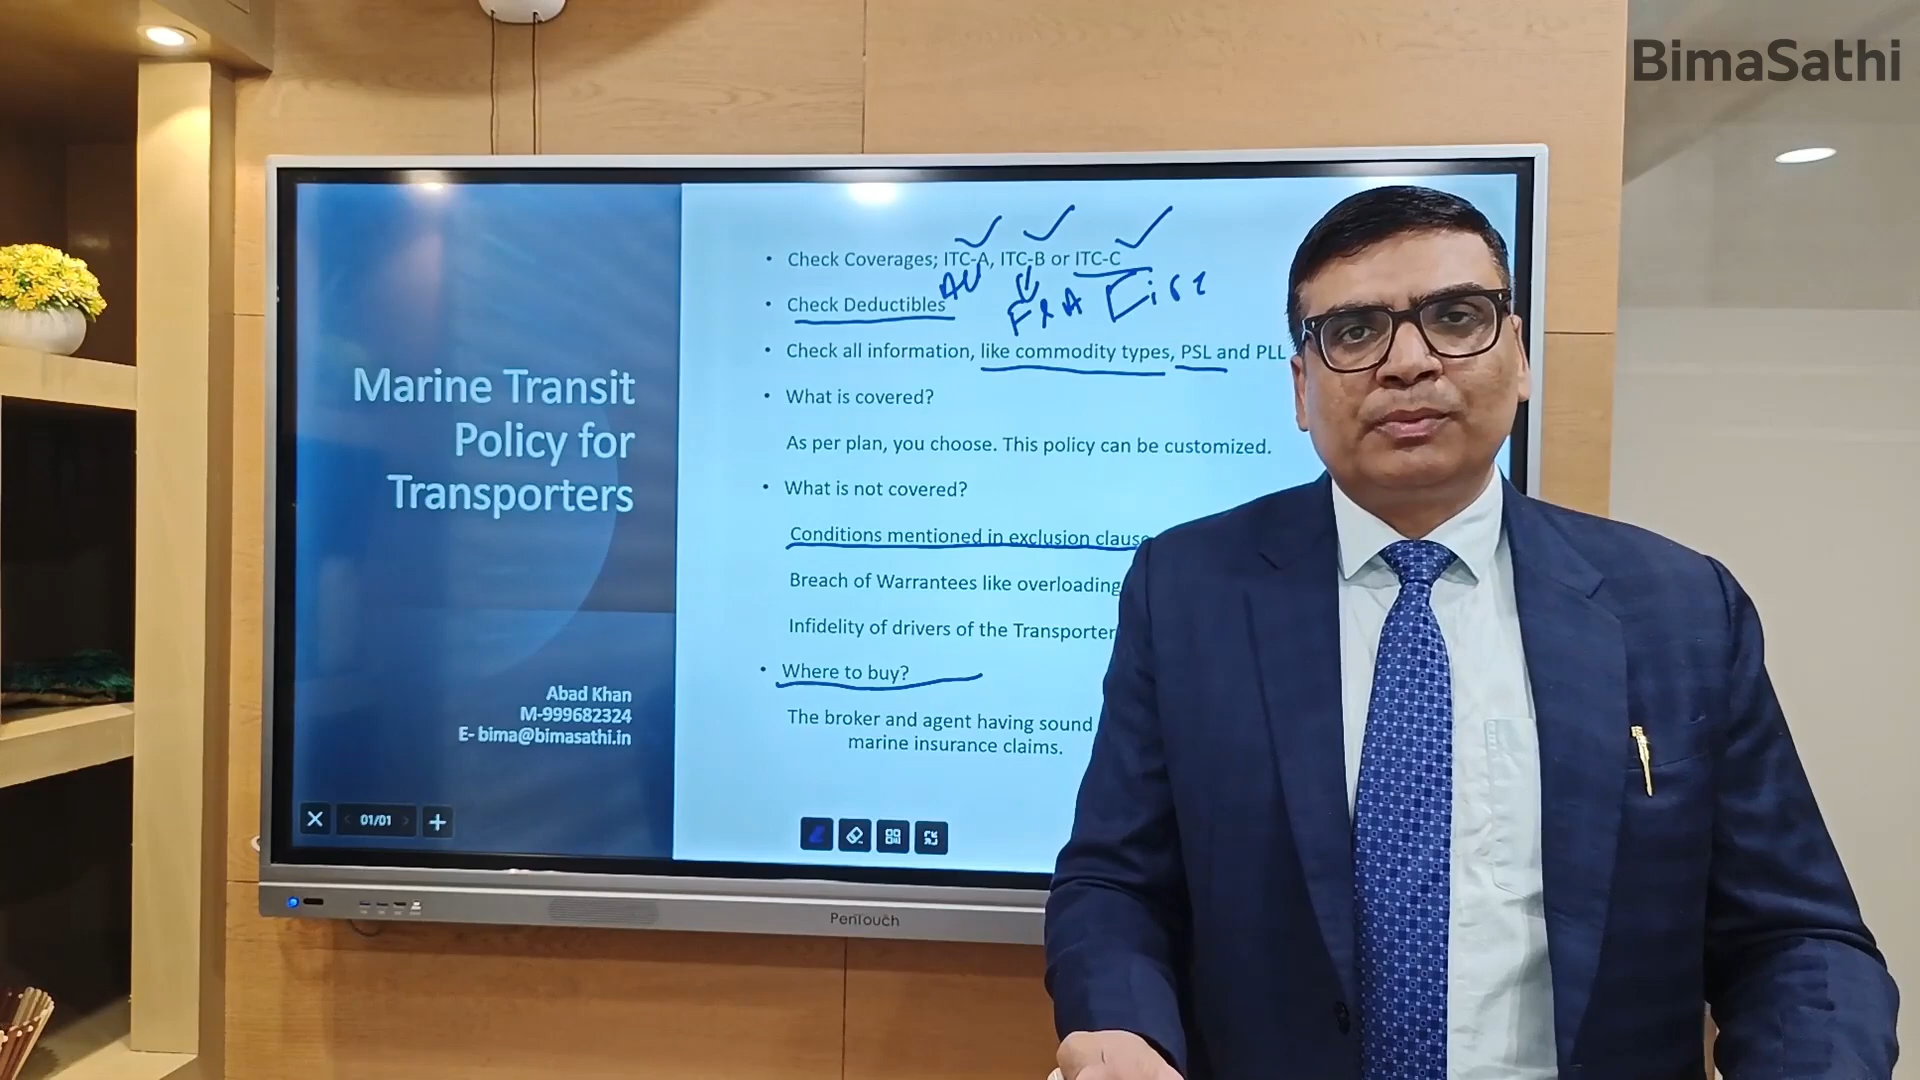 BimaSathi
Marine Transit
Policy for
Transporters
Abad Khan
M-999682324
E- bima@bimasathi.in
01/01
• Check Coverages; ITC-A, ITC-B or ITC-C
All
F&A Fire
• Check Deductibles
• Check all information, like commodity types, PSL and PLL
• What is covered?
As per plan, you choose. This policy can be customized.
• What is not covered?
Conditions mentioned in exclusion clause
Breach of Warrantees like overloading
Infidelity of drivers of the Transporter
• Where to buy?
The broker and agent having sound
marine insurance claims.
PenTouch